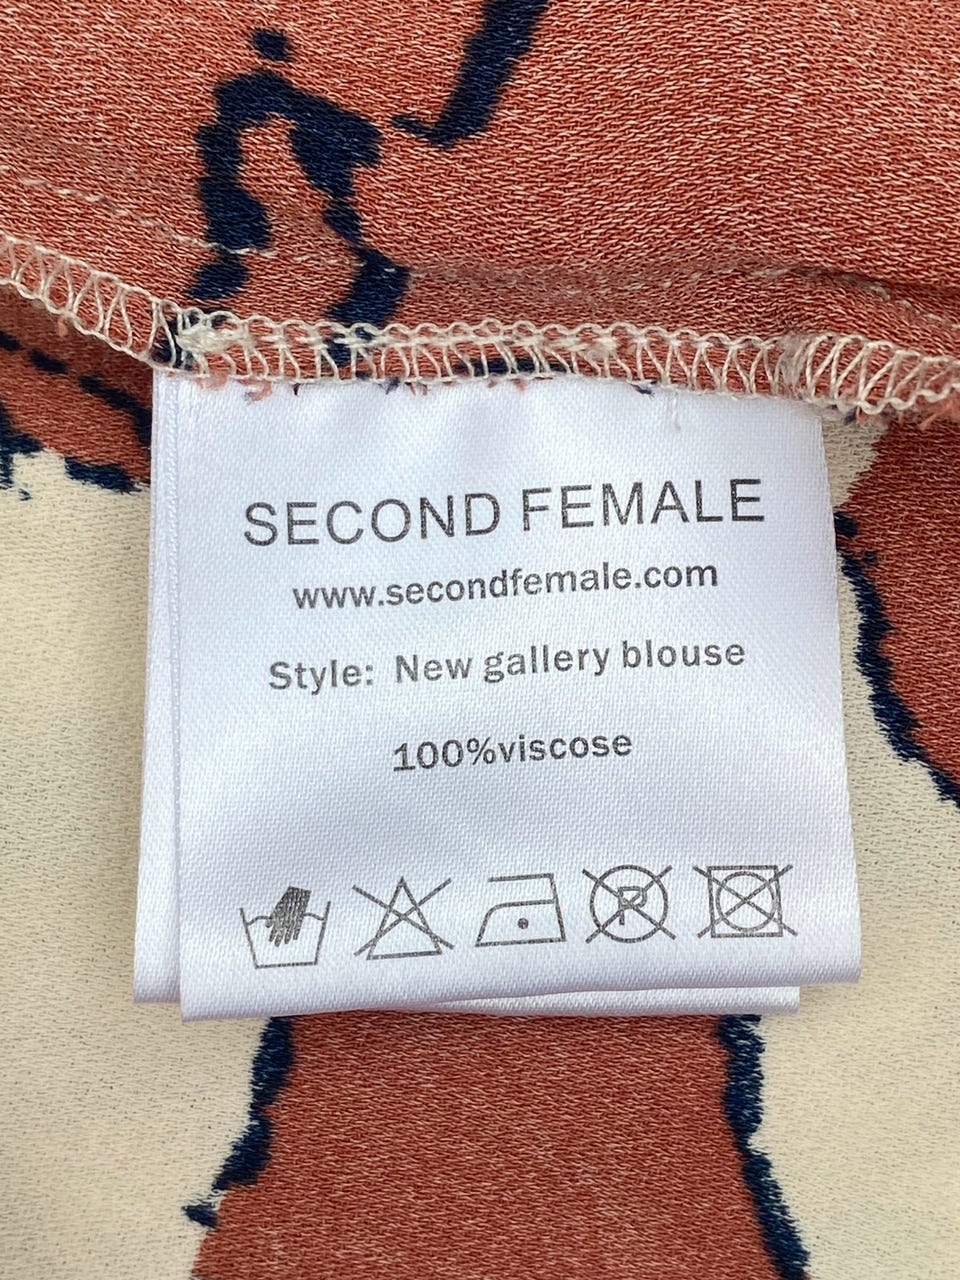 SECOND FEMALE
www.secondfemale.com
Style: New gallery blouse
100%viscose
P